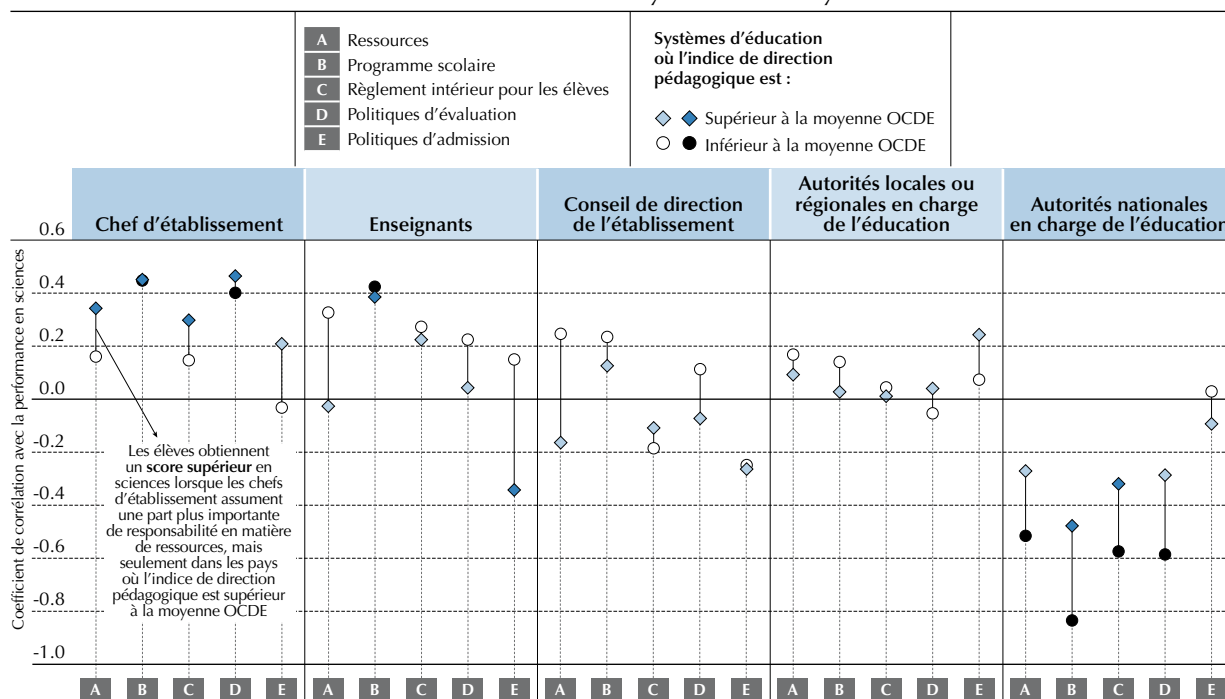 A Ressources
B Programme scolaire
C Règlement intérieur pour les élèves
D Politiques d'évaluation
E Politiques d'admission
Systèmes d'éducation
où l'indice de direction
pédagogique est :
Supérieur à la moyenne OCDE
Inférieur à la moyenne OCDE
Chef d'établissement
Enseignants
Conseil de direction
de l'établissement
Autorités locales ou
régionales en charge
de l'éducation
Autorités nationales
en charge de l'éducation
Coefficient de corrélation avec la performance en sciences
0.6
0.4
0.2
0.0
-0.2
-0.4
-0.6
-0.8
-1.0
Les élèves obtiennent
un score supérieur en
sciences lorsque les chefs
d'établissement assument
une part plus importante
de responsabilité en matière
de ressources, mais
seulement dans les pays
où l'indice de direction
pédagogique est supérieur
à la moyenne OCDE
A B C D E A B C D E A B C D E A B C D E A B C D E